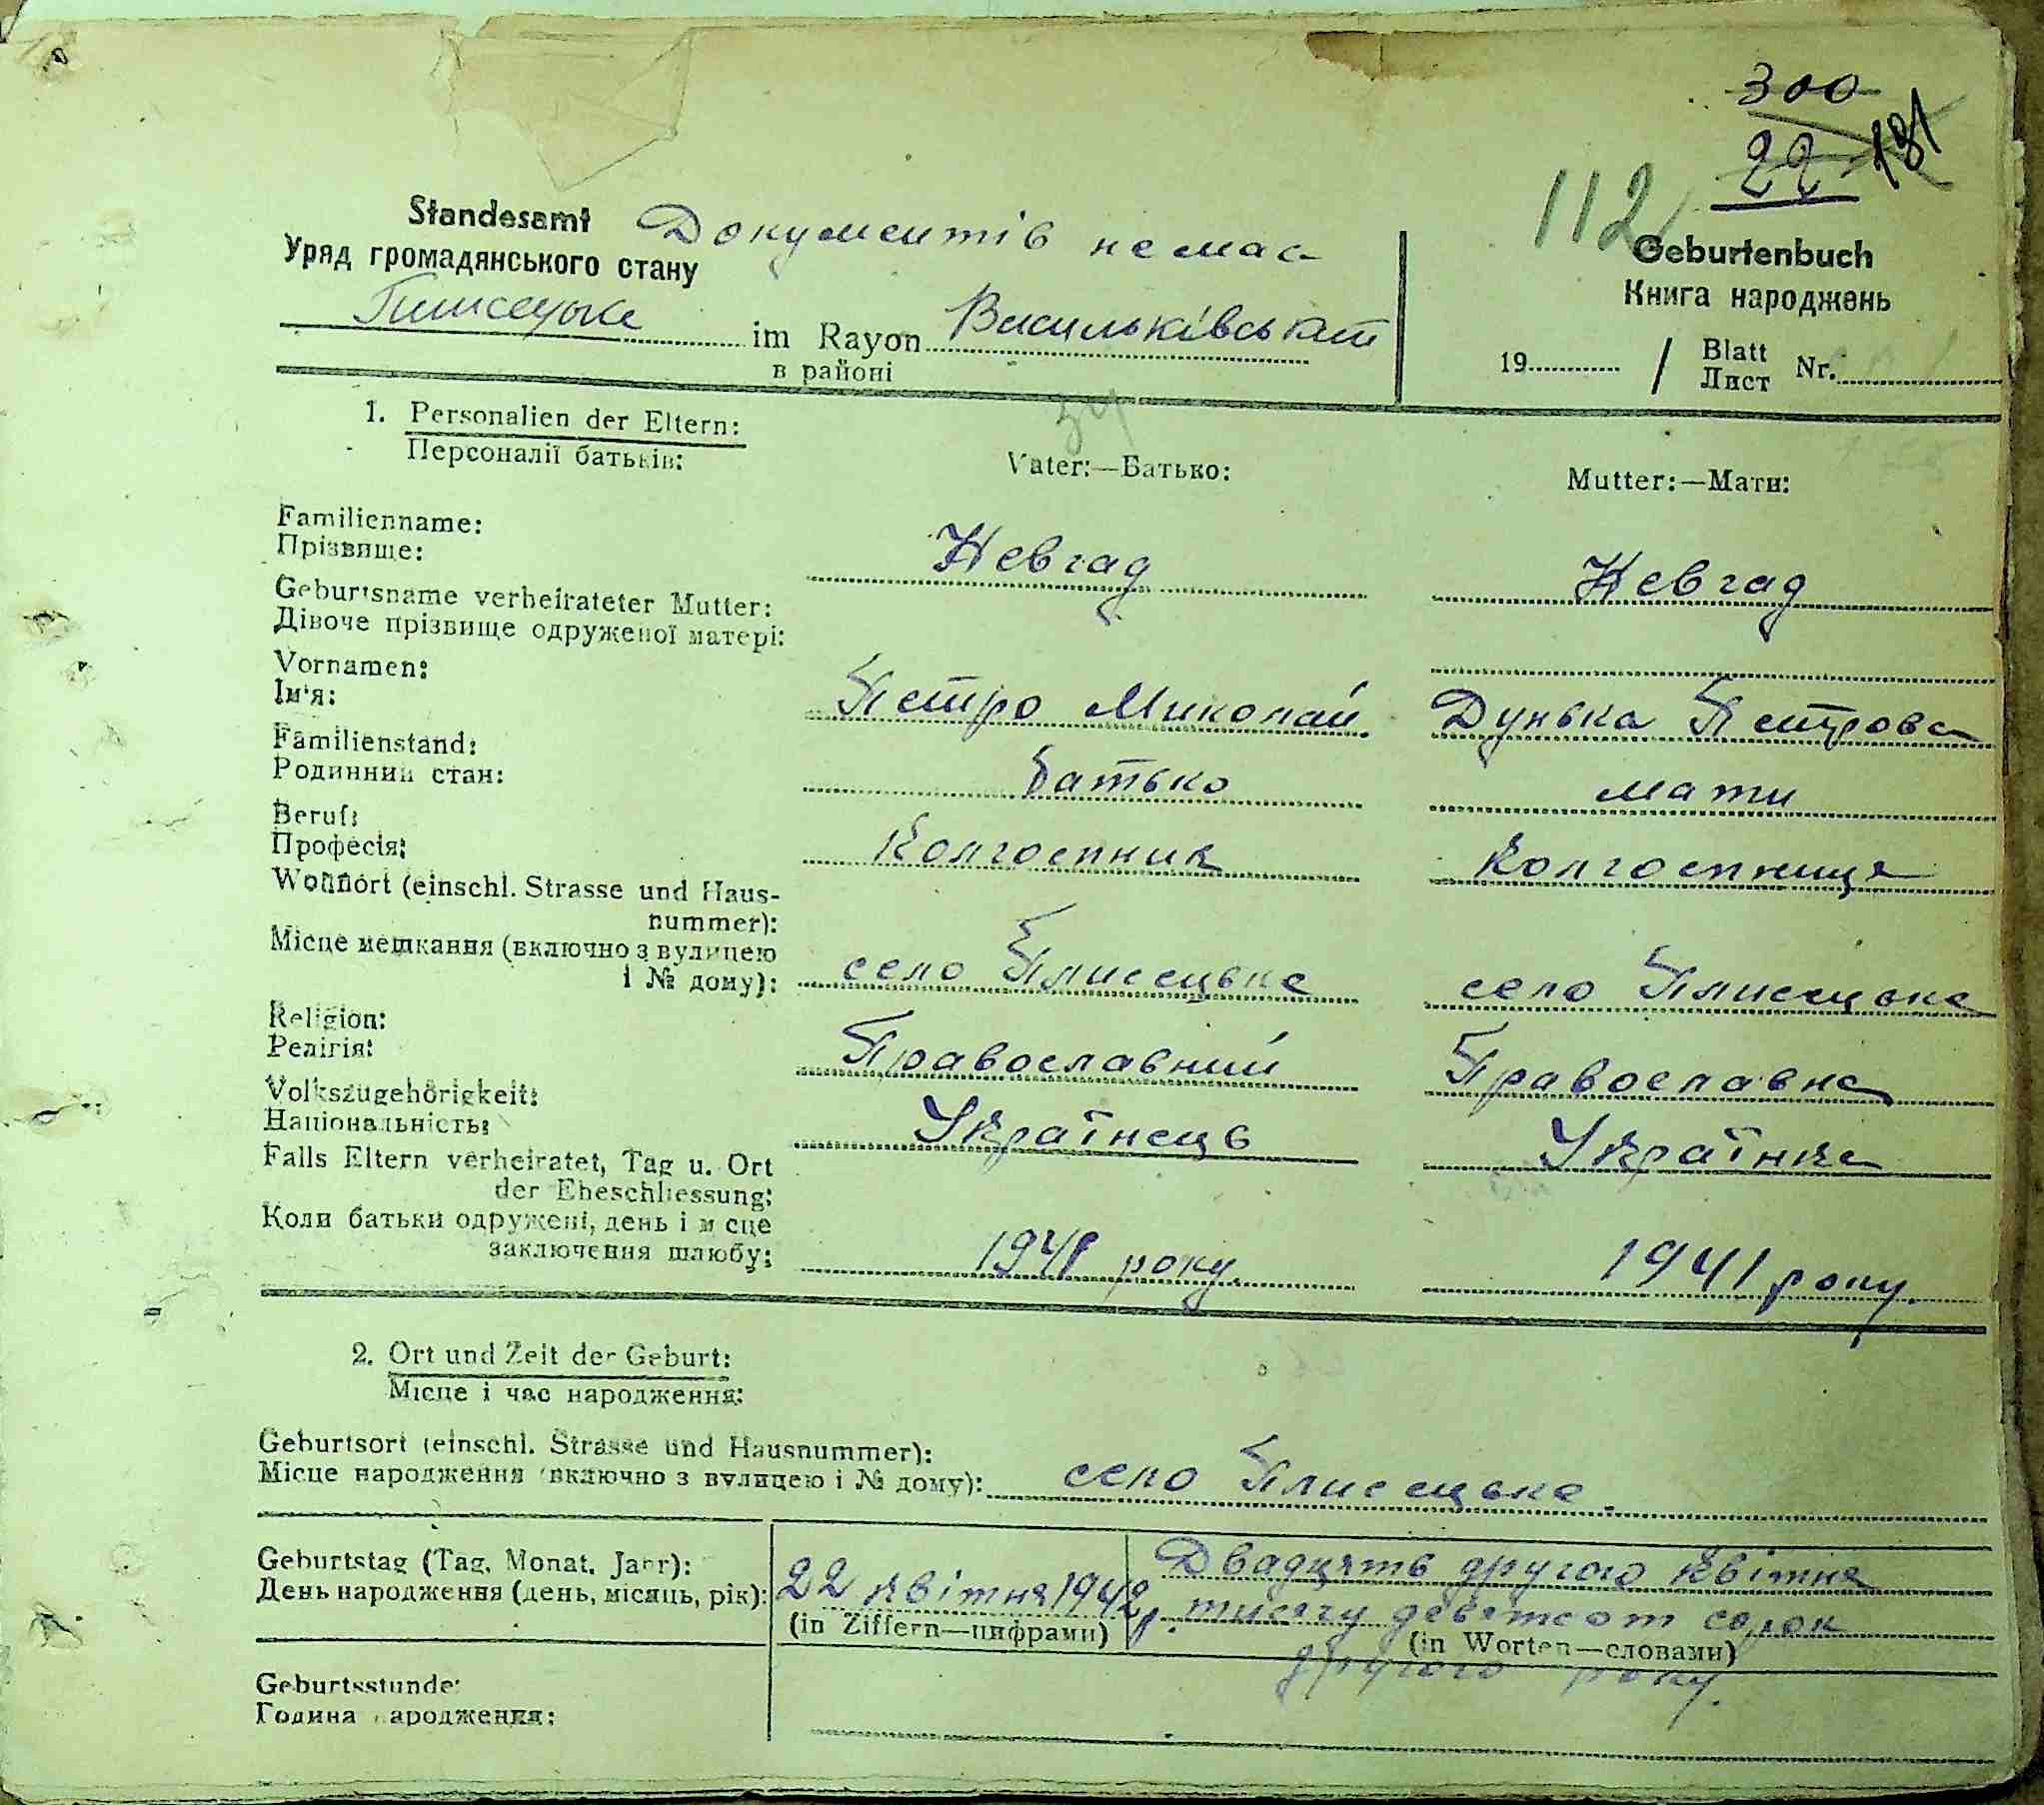 300
22
181
112
Standesamt Документів немає
Уряд громадянського стану
Плисецьке im Rayon Васильківський
в районі
Geburtenbuch
Книга народжень
19 / Blatt Nr.
Лист
1. Personalien der Eltern:
Персоналії батьків:
Vater:—Батько:
Mutter:—Мати:
Familienname:
Прізвище: Невгад Невгад
Geburtsname verheirateter Mutter:
Дівоче прізвище одруженої матері:
Vornamen:
Ім'я: Петро Миколай Дунька Петрова
Familienstand:
Родинний стан: батько мати
Beruf:
Професія: Колгоспник Колгоспниця
Wohnort (einschl. Strasse und Haus-
nummer):
Місце мешкання (включно з вулицею
і № дому): село Плисецьке село Плисецьке
Religion:
Релігія: Православний Православна
Volkszugehörigkeit:
Національність: Українець Українка
Falls Eltern verheiratet, Tag u. Ort
der Eheschliessung:
Коли батьки одружені, день і місце
заключення шлюбу: 1941 року. 1941 року.
2. Ort und Zeit der Geburt:
Місце і час народження:
Geburtsort (einschl. Strasse und Hausnummer):
Місце народження (включно з вулицею і № дому): село Плисецьке.
Geburtstag (Tag, Monat, Jahr):
День народження (день, місяць, рік): 22 квітня 1942 р.
(in Ziffern—цифрами)
Двадцять другого квітня
тисячу девятсот сорок
(in Worten—словами)
другого року.
Geburtsstunde:
Година народження: